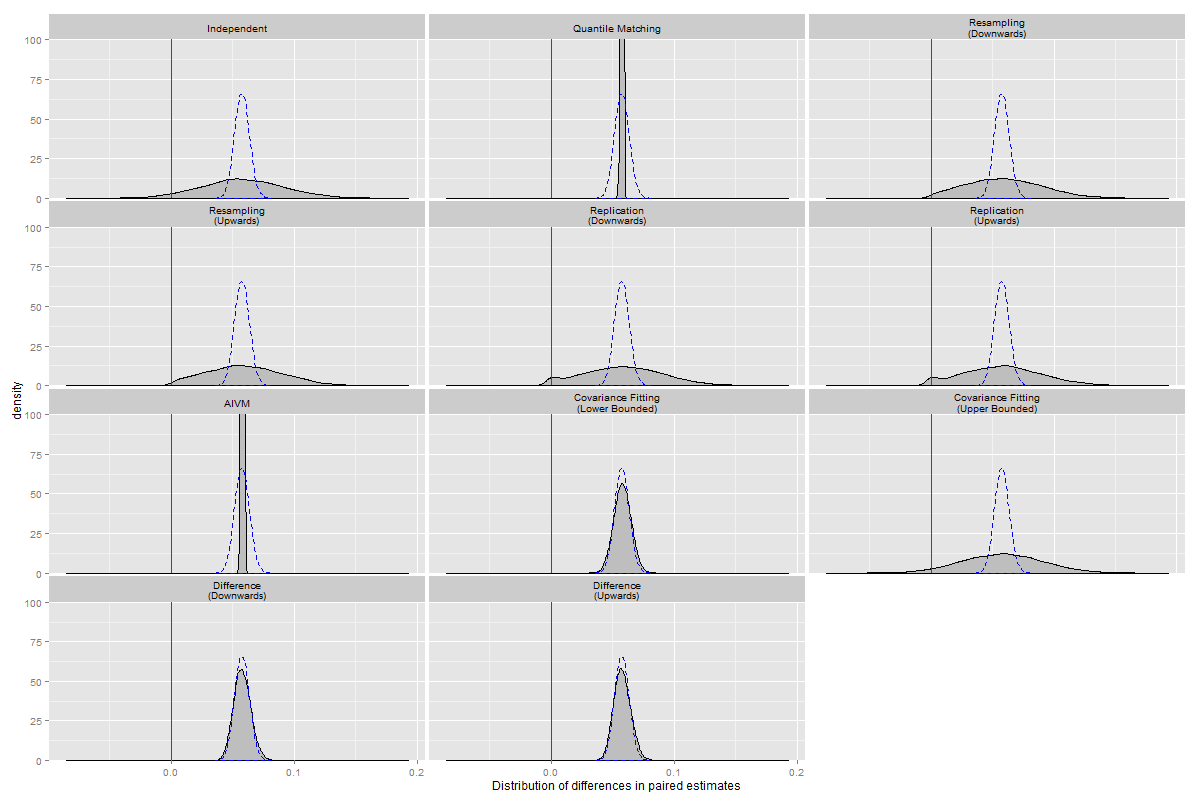 Independent
Quantile Matching
Resampling
(Downwards)
100
75
50
25
0
Resampling
(Upwards)
Replication
(Downwards)
Replication
(Upwards)
100
75
50
25
0
density
AIVM
Covariance Fitting
(Lower Bounded)
Covariance Fitting
(Upper Bounded)
100
75
50
25
0
Difference
(Downwards)
Difference
(Upwards)
100
75
50
25
0
0.0
0.1
0.2
0.0
0.1
0.2
Distribution of differences in paired estimates